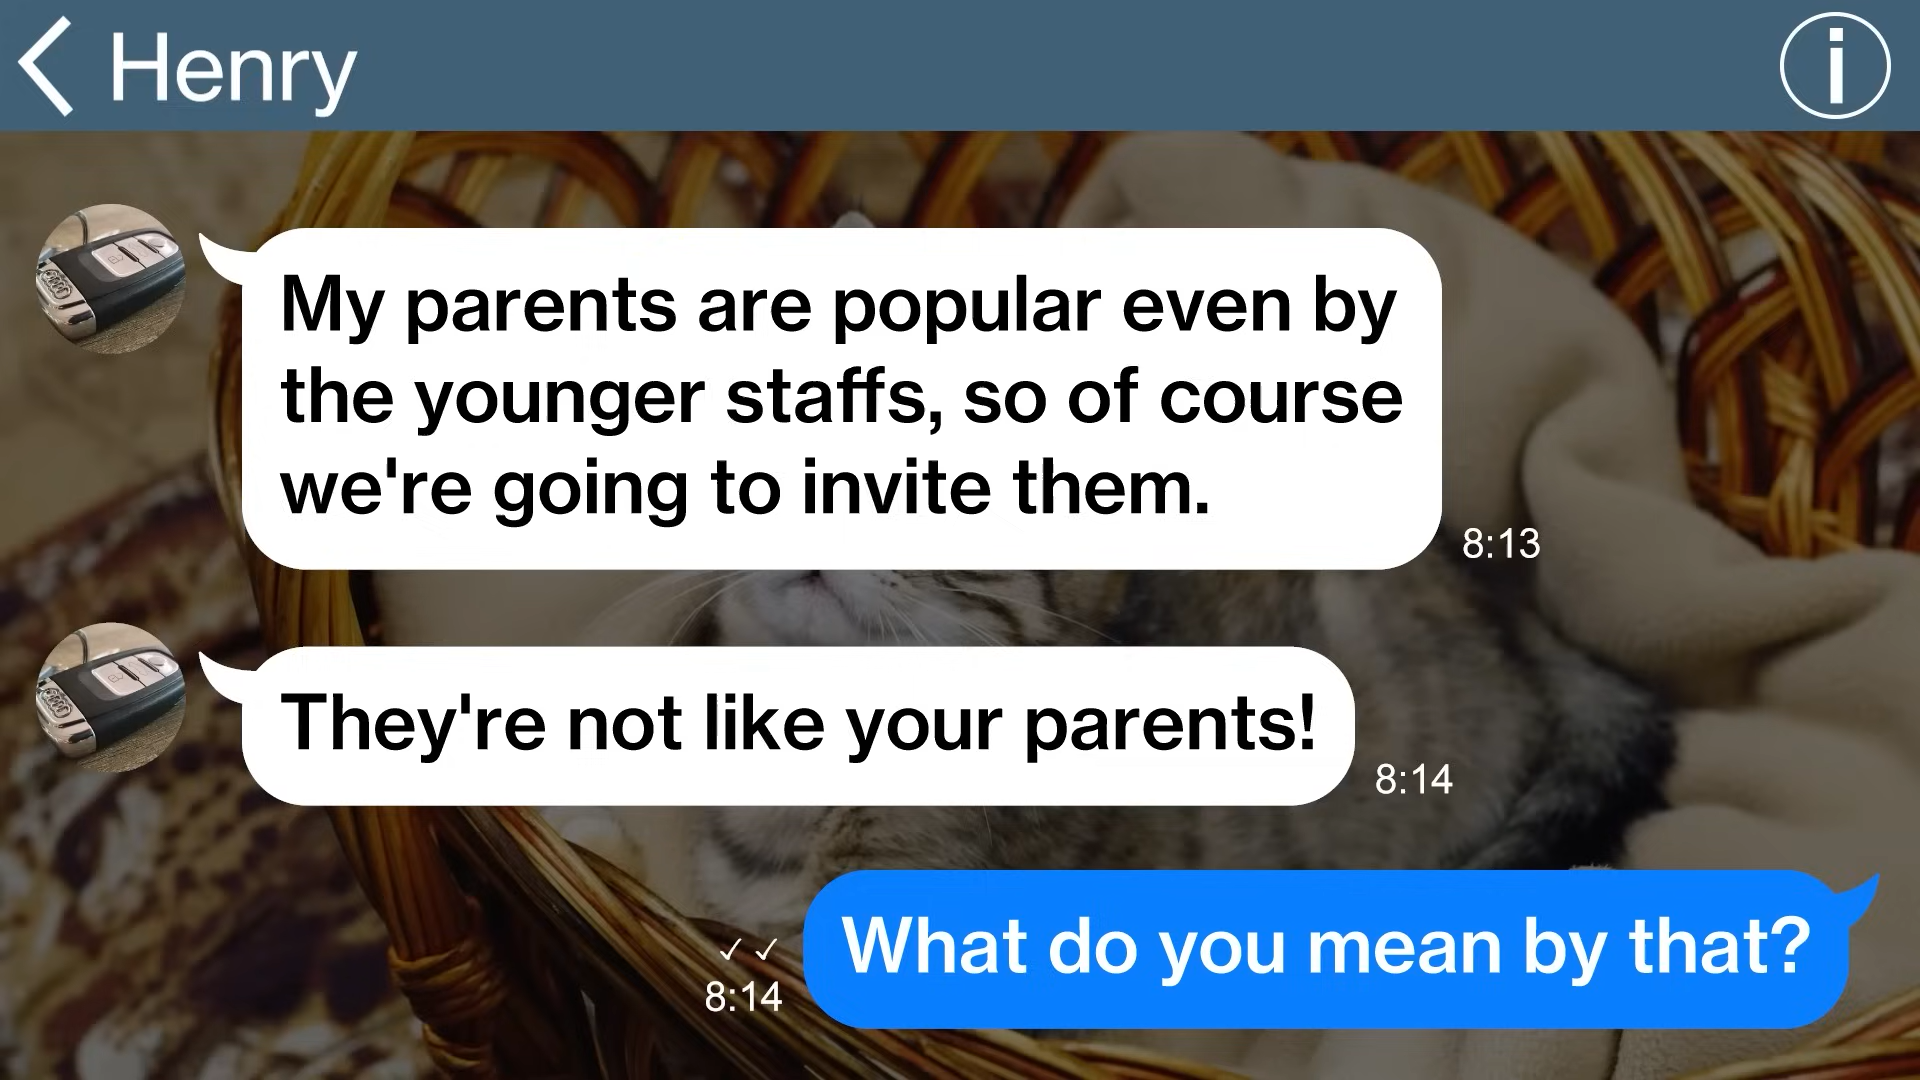 Henry
My parents are popular even by
the younger staffs, so of course
we're going to invite them.
8:13
They're not like your parents!
8:14
What do you mean by that?
✓✓
8:14